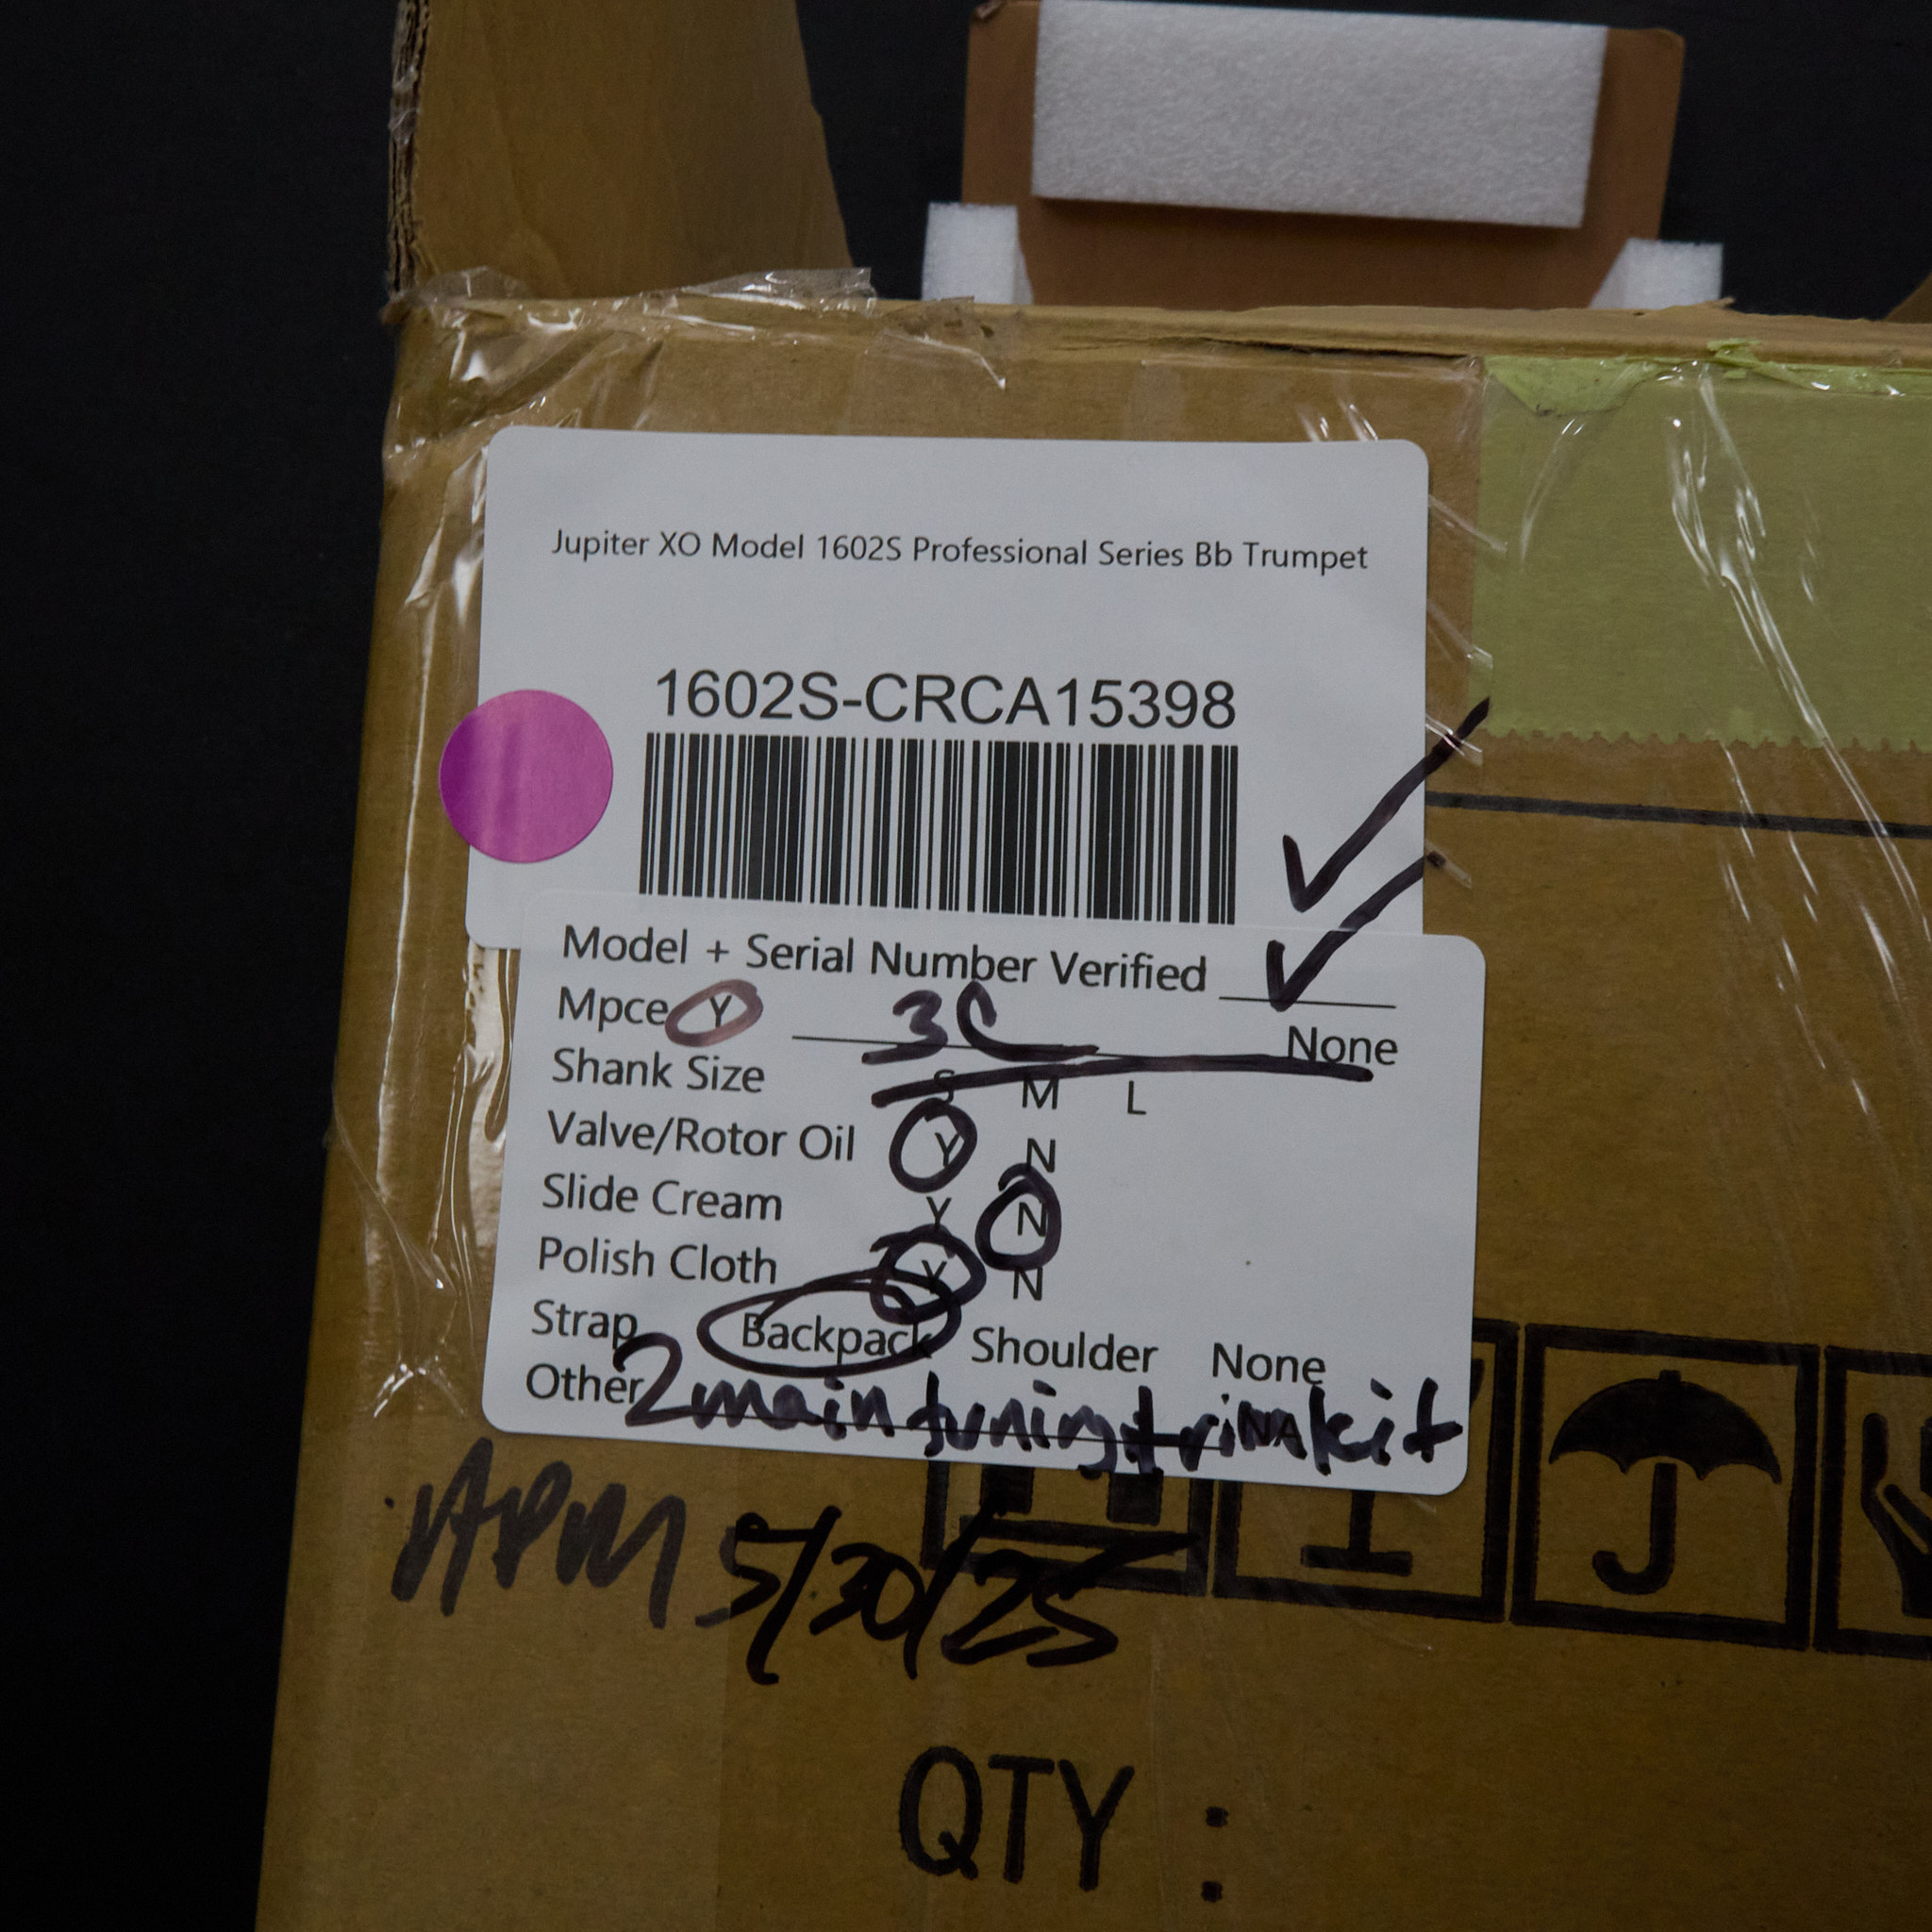 Jupiter XO Model 1602S Professional Series Bb Trumpet
1602S-CRCA15398
Model + Serial Number Verified
Mpce Y 3C None
Shank Size S M L
Valve/Rotor Oil Y N
Slide Cream Y N
Polish Cloth Y N
Strap Backpack Shoulder None
Other 2 main tuning trim kit NA
APM 5/30/25
QTY :